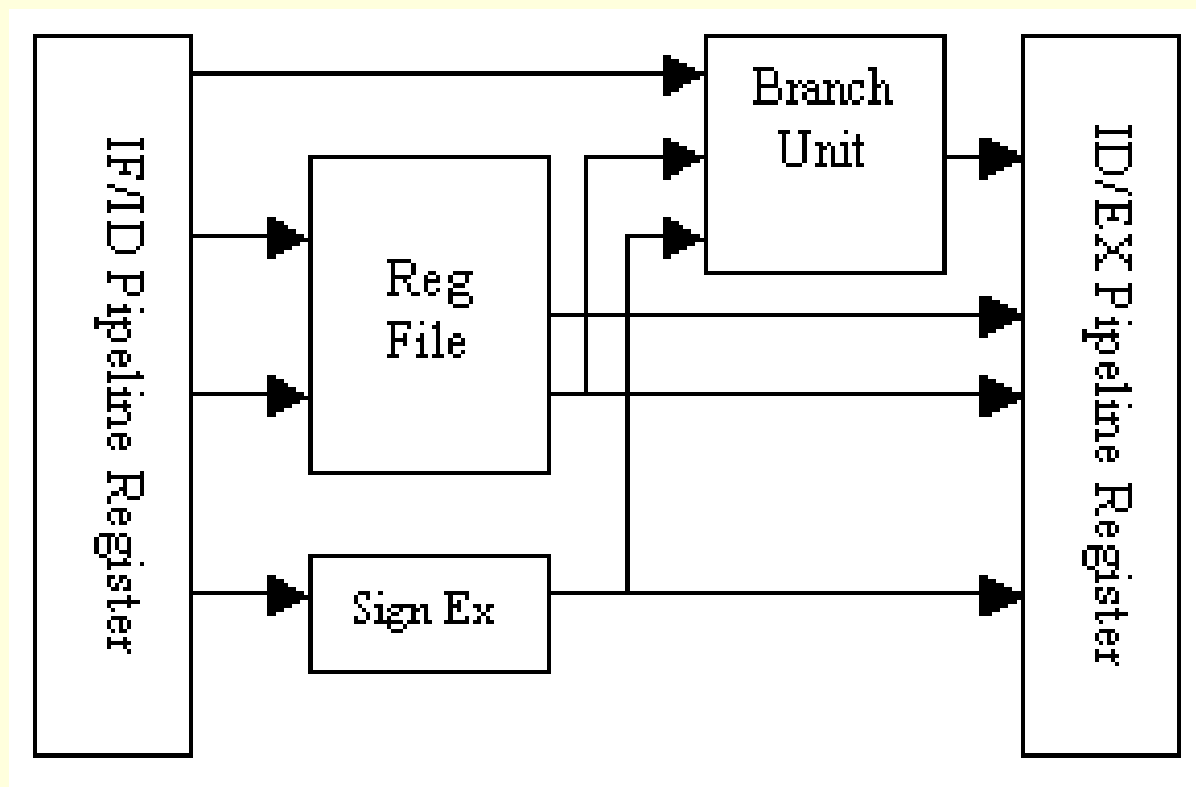 IF/ID Pipeline Register
Reg
File
Sign Ex
Branch
Unit
ID/EX Pipeline Register